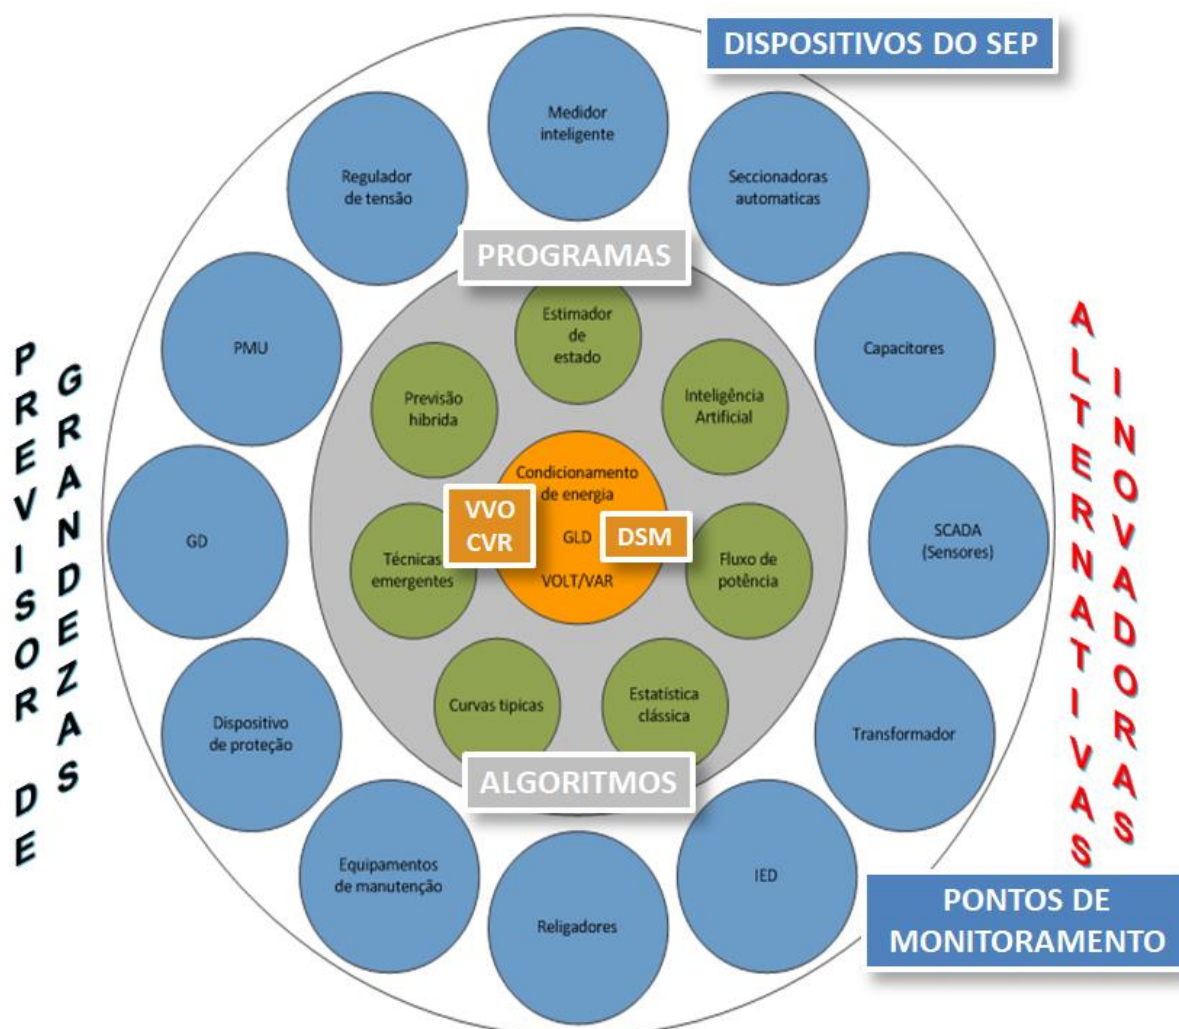 DISPOSITIVOS DO SEP
Medidor
inteligente
Regulador
de tensão
Seccionadoras
automaticas
PROGRAMAS
Estimador
de
estado
PMU
Capacitores
Previsão
hibrida
Inteligência
Artificial
PREVISOR DE
GRANDEZAS
ALTERNATIVAS
INOVADORAS
Condicionamento
de energia
VVO
CVR
GLD
DSM
VOLT/VAR
GD
SCADA
(Sensores)
Técnicas
emergentes
Fluxo de
potência
Curvas tipicas
Estatística
clássica
Dispositivo
de proteção
Transformador
ALGORITMOS
Equipamentos
de manutenção
IED
Religadores
PONTOS DE
MONITORAMENTO